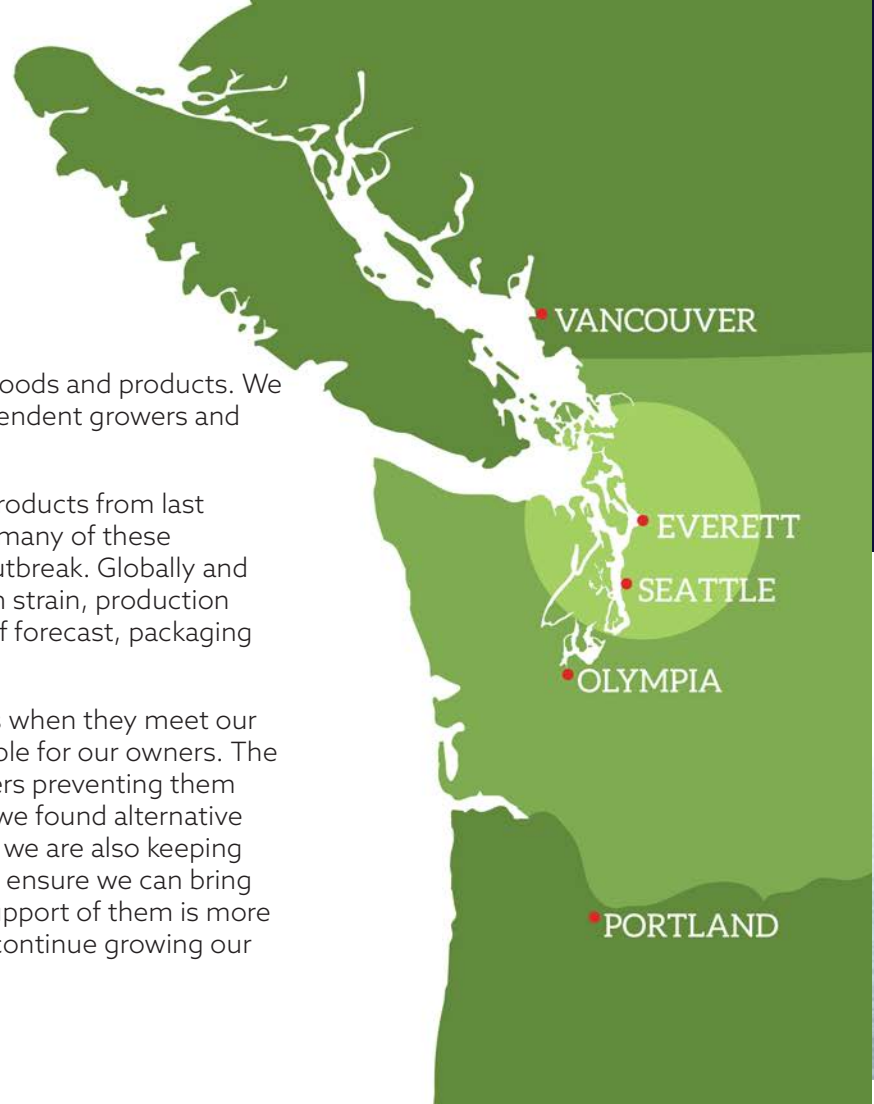 oods and products. We
endent growers and
roducts from last
many of these
utbreak. Globally and
n strain, production
f forecast, packaging
s when they meet our
ble for our owners. The
ers preventing them
we found alternative
we are also keeping
ensure we can bring
upport of them is more
continue growing our
VANCOUVER
EVERETT
SEATTLE
OLYMPIA
PORTLAND